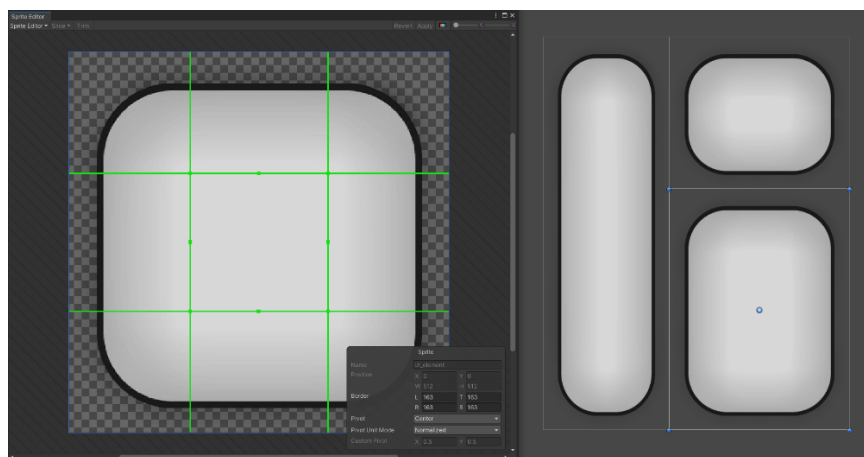 Sprite Editor
Sprite Editor Save Trim Revert Apply
Sprite
Name UI_element
Position X 0 Y 0
W 512 H 512
Border L 163 T 163
R 163 B 163
Pivot Center
Pivot Unit Mode Normalized
Custom Pivot X 0.5 Y 0.5